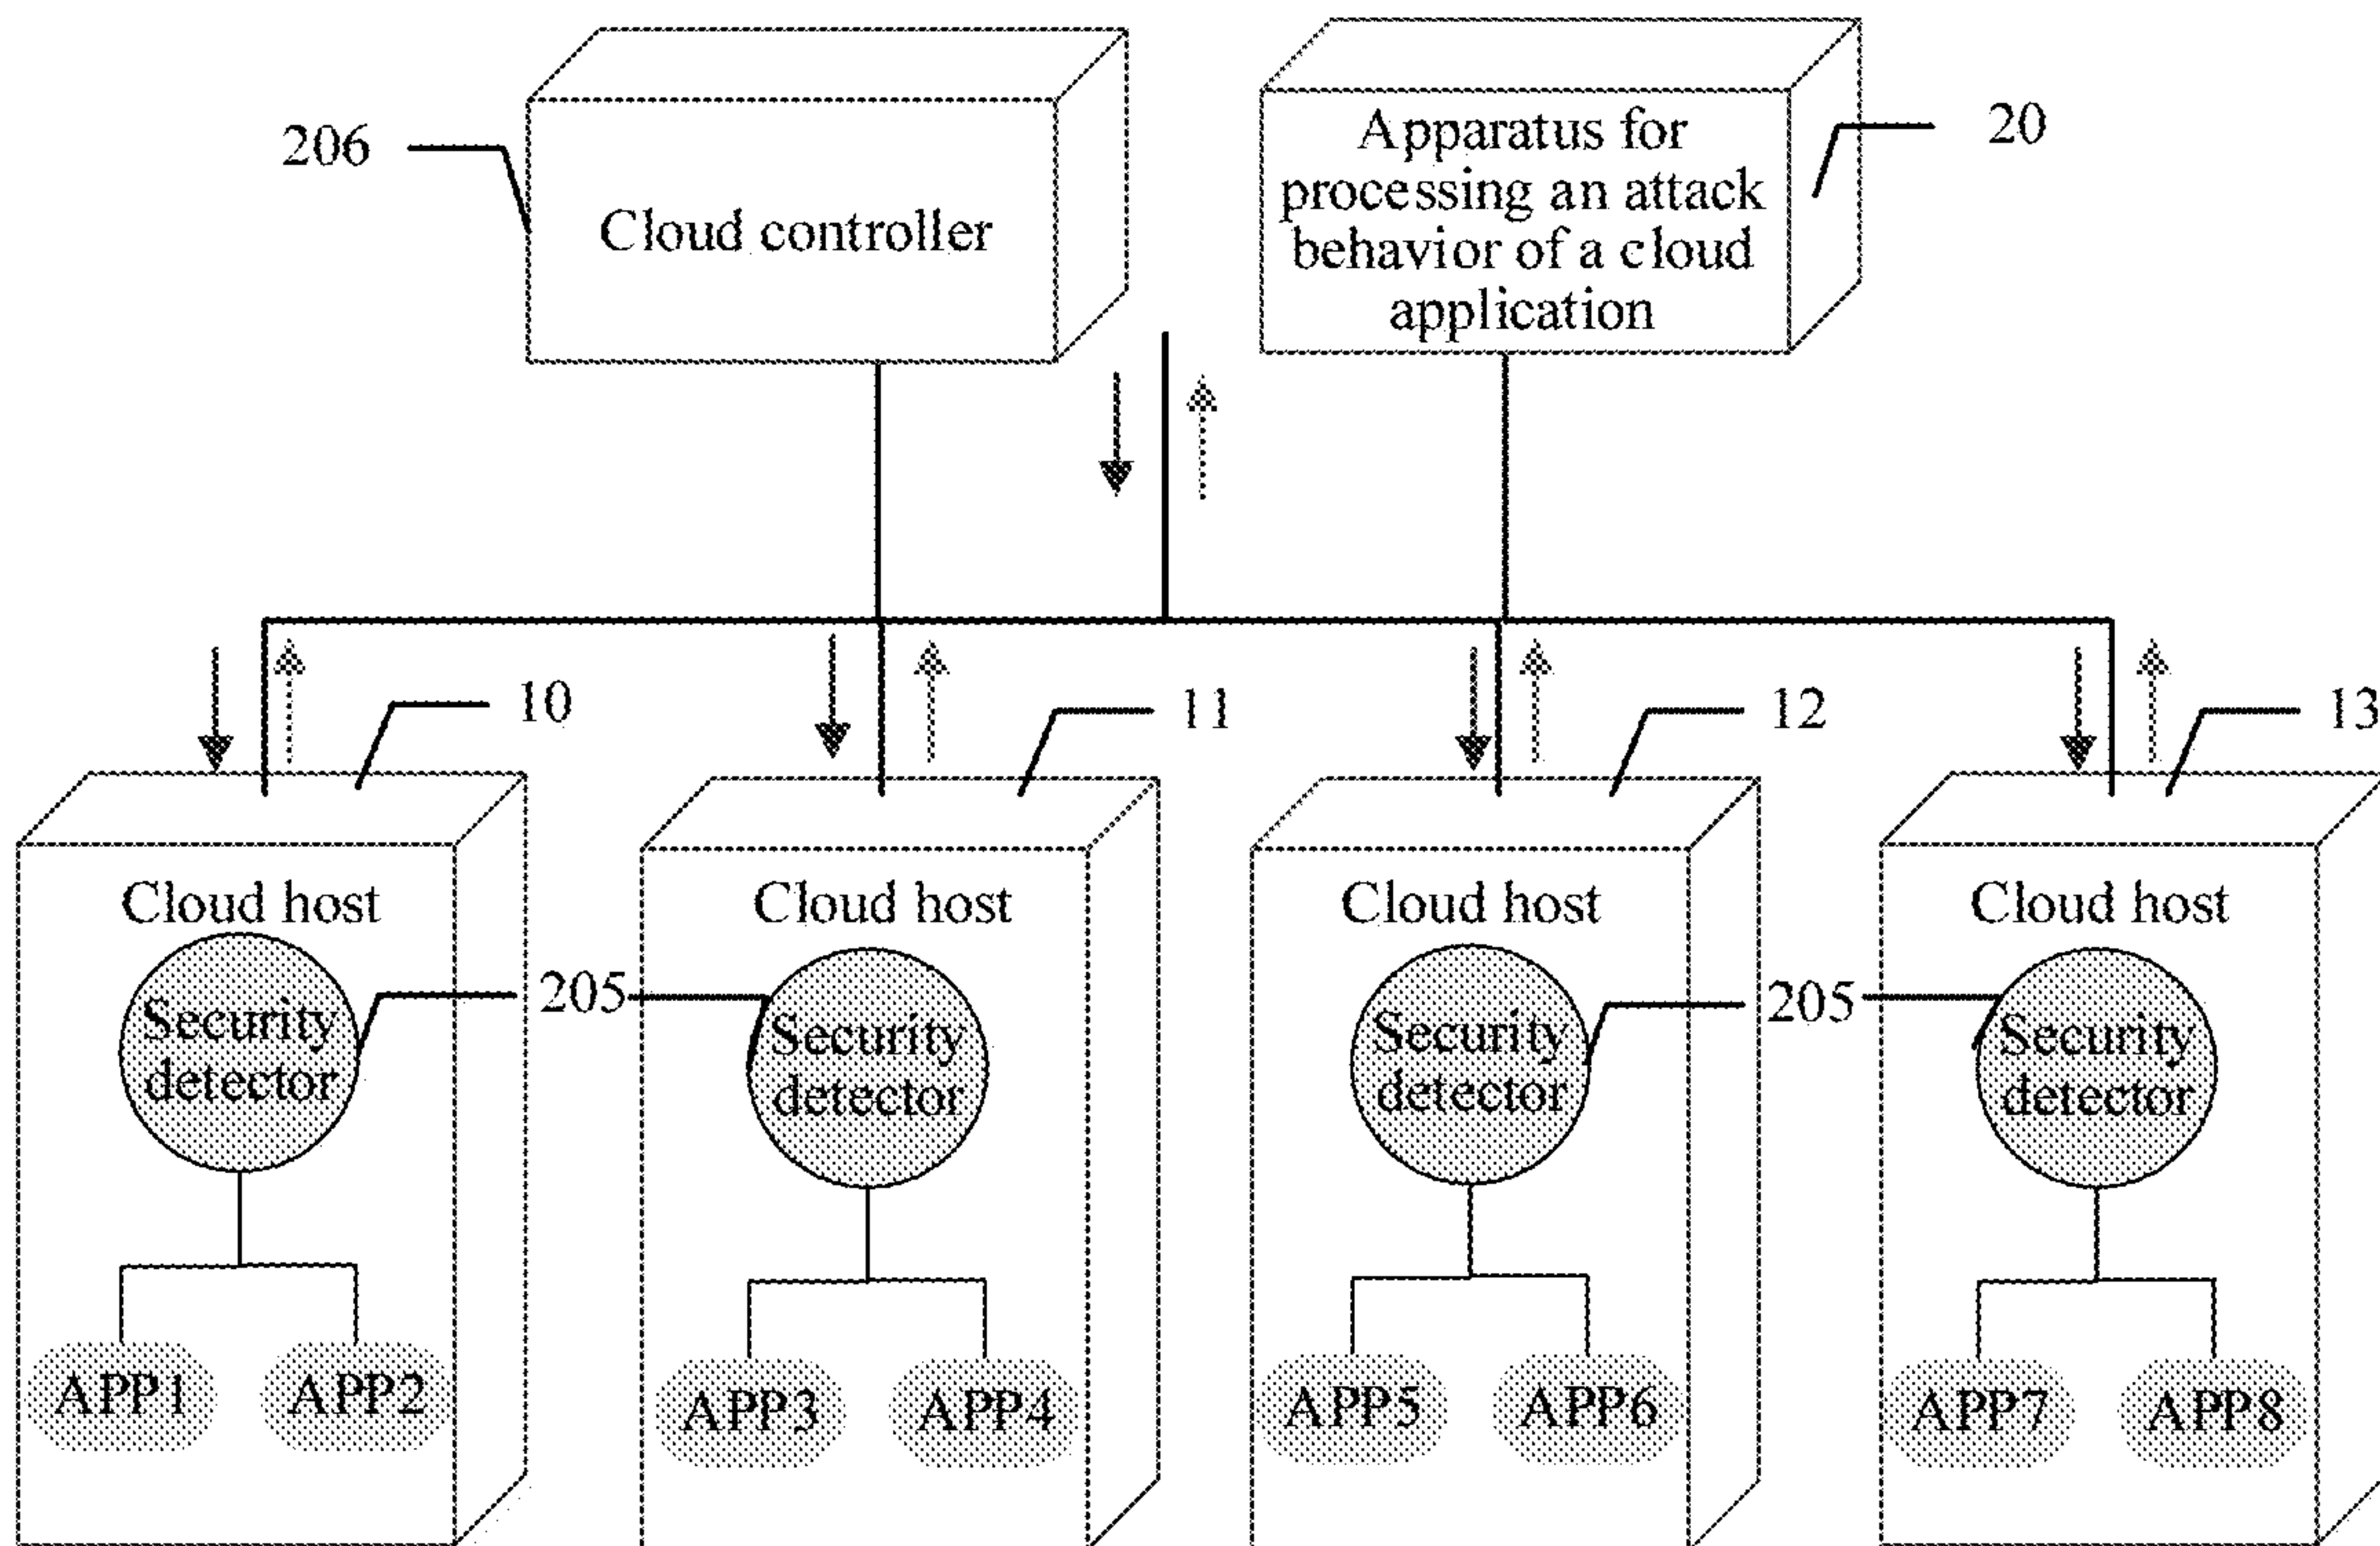 206
Cloud controller
Apparatus for
processing an attack
behavior of a cloud
application
20
10
11
12
13
Cloud host
Cloud host
Cloud host
Cloud host
Security
detector
205
Security
detector
Security
detector
205
Security
detector
APP1
APP2
APP3
APP4
APP5
APP6
APP7
APP8